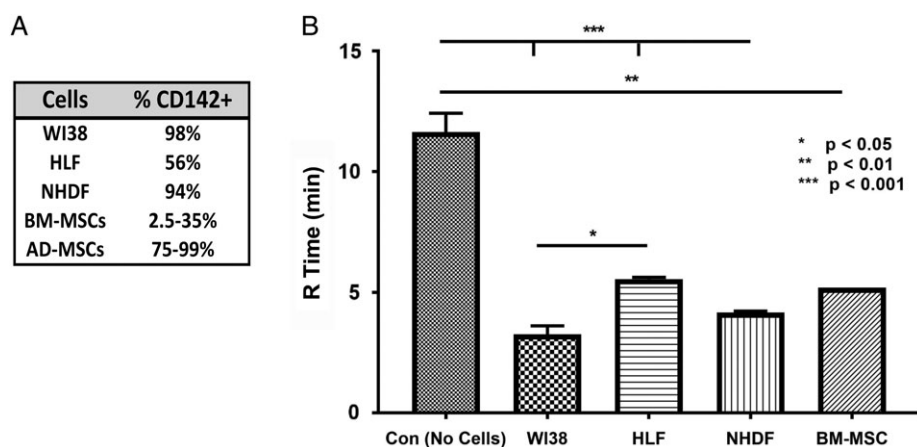 A
Cells % CD142+
WI38 98%
HLF 56%
NHDF 94%
BM-MSCs 2.5-35%
AD-MSCs 75-99%
B
R Time (min)
15
10
5
0
***
**
*
* p < 0.05
** p < 0.01
*** p < 0.001
Con (No Cells) WI38 HLF NHDF BM-MSC